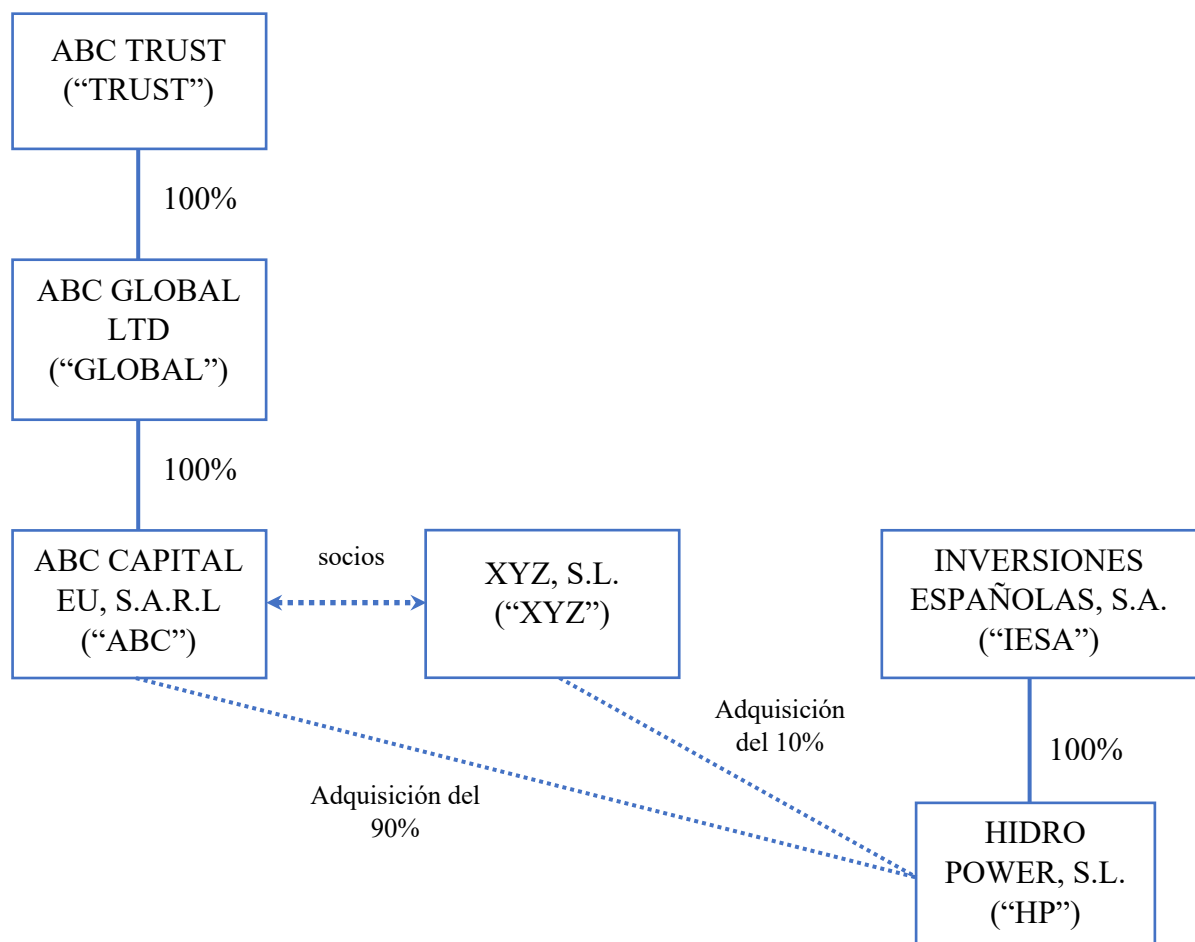 ABC TRUST
(“TRUST”)
100%
ABC GLOBAL
LTD
(“GLOBAL”)
100%
ABC CAPITAL
EU, S.A.R.L
(“ABC”)
socios
XYZ, S.L.
(“XYZ”)
INVERSIONES
ESPAÑOLAS, S.A.
(“IESA”)
Adquisición
del 10%
100%
Adquisición del
90%
HIDRO
POWER, S.L.
(“HP”)